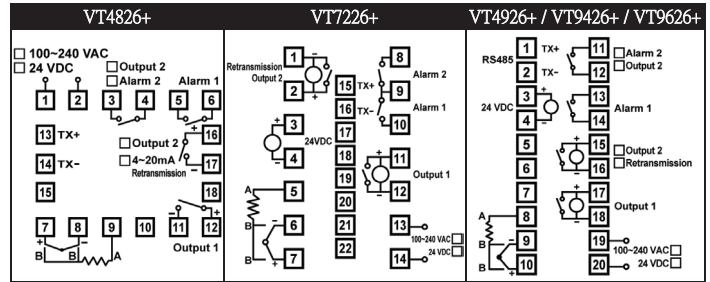 VT4826+
VT7226+
VT4926+ / VT9426+ / VT9626+
100~240 VAC
24 VDC
Output 2
Alarm 2
Alarm 1
1 2 3 4 5 6
13 TX+
14 TX−
15
Output 2
4~20mA
Retransmission
16
17
18
+ −
− +
7 8 9 10 11 12
B B A
Output 1
Retransmission
Output 2
1
2
− +
3
4
+ −
24VDC
5
6
7
A
B
B
15 TX+
16 TX−
17
18
19
20
21
22
8
9
10
Alarm 2
Alarm 1
11
12
+ −
Output 1
13
14
100~240 VAC
24 VDC
RS485
1 TX+
2 TX−
24 VDC
3 +
4 −
5
6
7
8
9
10
A
B
B
11
12
Alarm 2
Output 2
13
14
Alarm 1
15
16
+ −
Output 2
Retransmission
17
18
+ −
Output 1
19
20
100~240 VAC
24 VDC